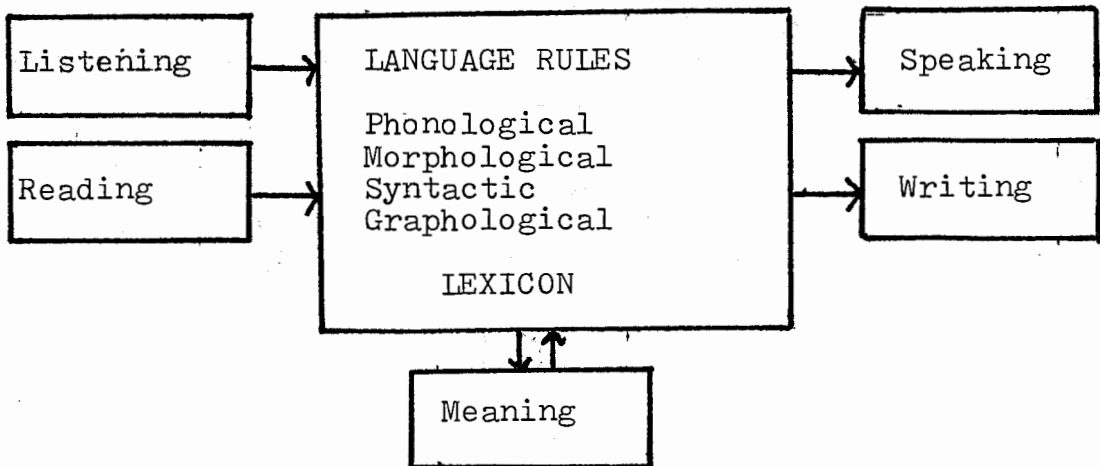 Listening
Reading
LANGUAGE RULES
Phonological
Morphological
Syntactic
Graphological
LEXICON
Speaking
Writing
Meaning